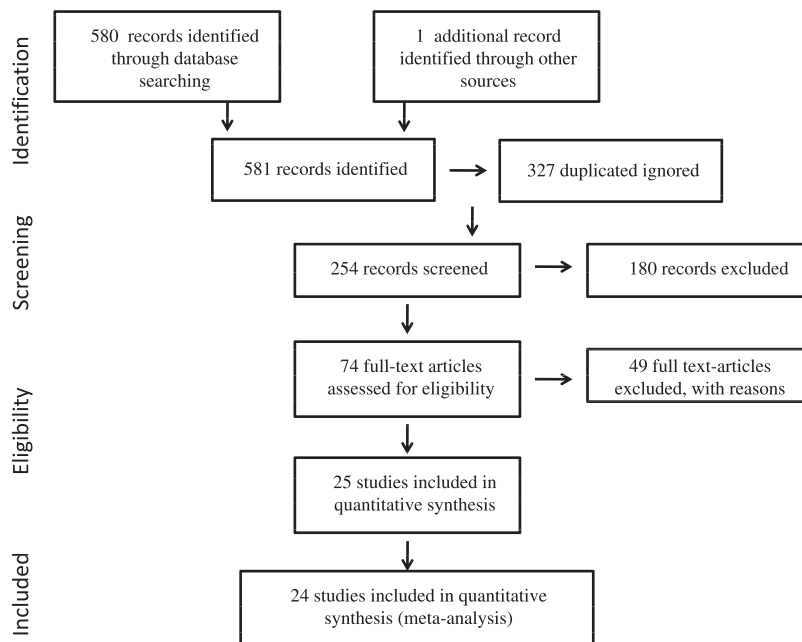 580 records identified
through database
searching
1 additional record
identified through other
sources
Identification
581 records identified
327 duplicated ignored
Screening
254 records screened
180 records excluded
74 full-text articles
assessed for eligibility
49 full text-articles
excluded, with reasons
Eligibility
25 studies included in
quantitative synthesis
Included
24 studies included in quantitative
synthesis (meta-analysis)